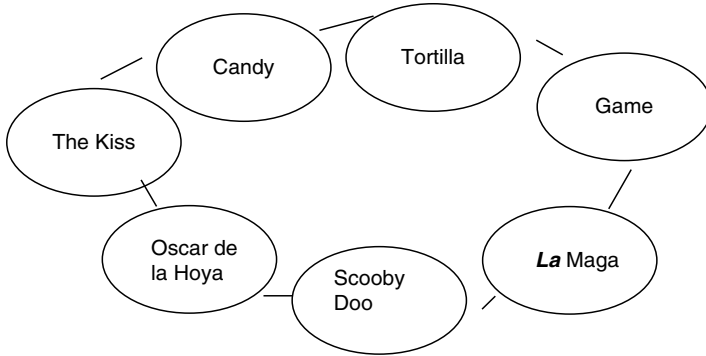 Candy
Tortilla
Game
The Kiss
Oscar de
la Hoya
Scooby
Doo
La Maga